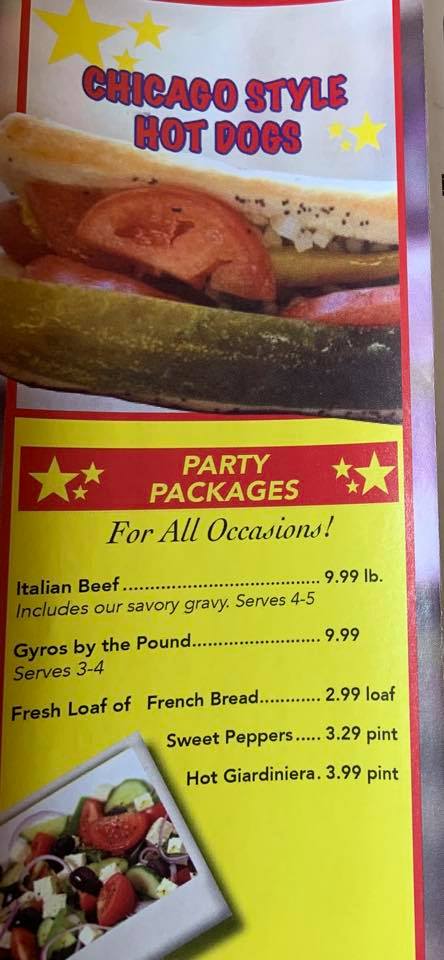 CHICAGO STYLE
HOT DOGS
PARTY
PACKAGES
For All Occasions!
Italian Beef.................................... 9.99 lb.
Includes our savory gravy. Serves 4-5
Gyros by the Pound........................ 9.99
Serves 3-4
Fresh Loaf of French Bread............ 2.99 loaf
Sweet Peppers..... 3.29 pint
Hot Giardiniera. 3.99 pint